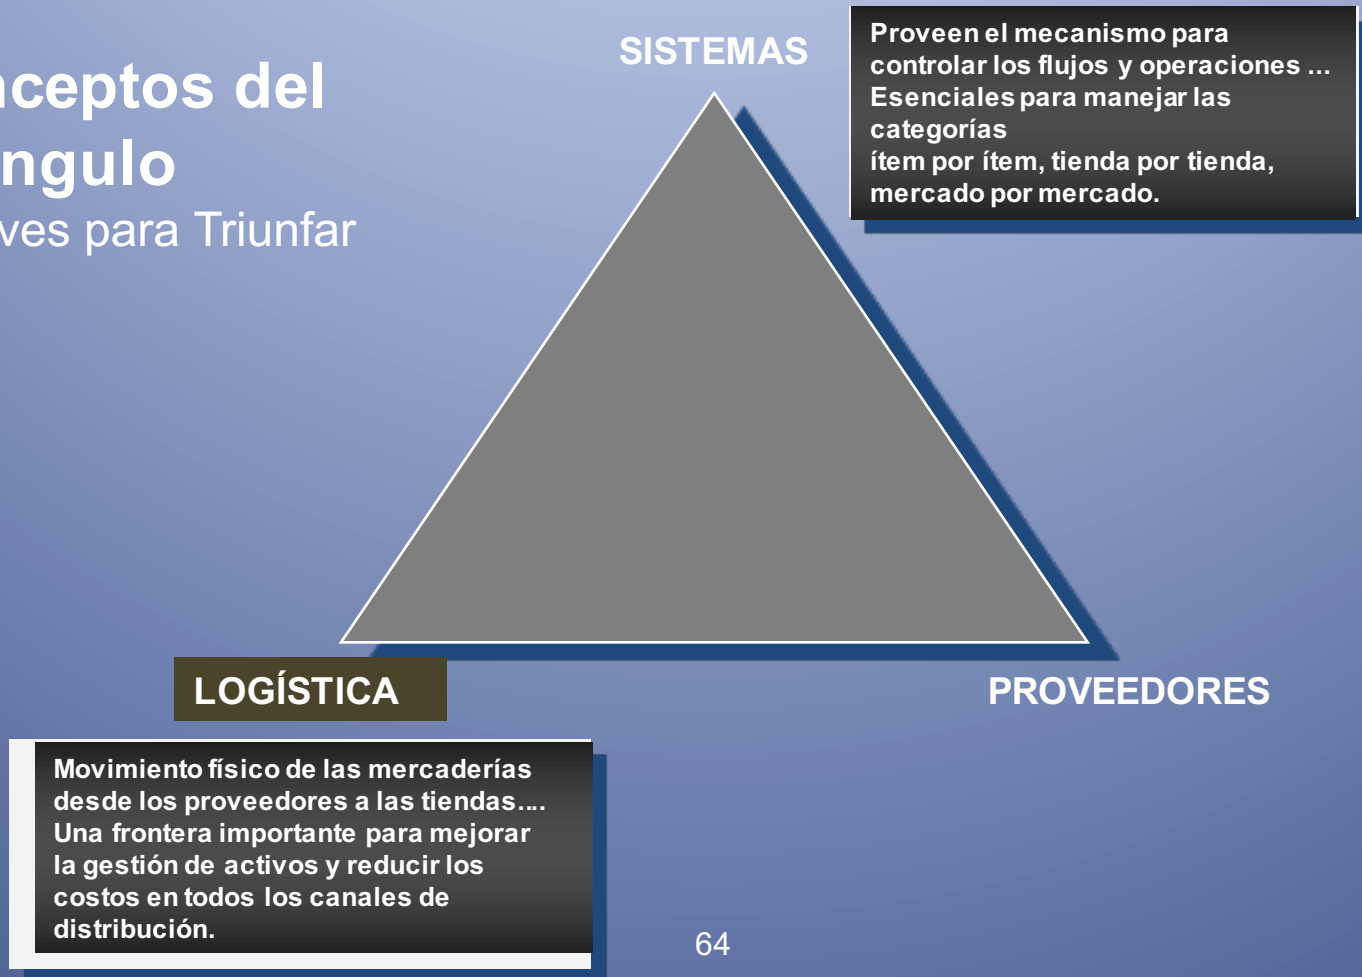 nceptos del
ngulo
ves para Triunfar
SISTEMAS
Proveen el mecanismo para
controlar los flujos y operaciones ...
Esenciales para manejar las
categorías
ítem por ítem, tienda por tienda,
mercado por mercado.
LOGÍSTICA
PROVEEDORES
Movimiento físico de las mercaderías
desde los proveedores a las tiendas....
Una frontera importante para mejorar
la gestión de activos y reducir los
costos en todos los canales de
distribución.
64